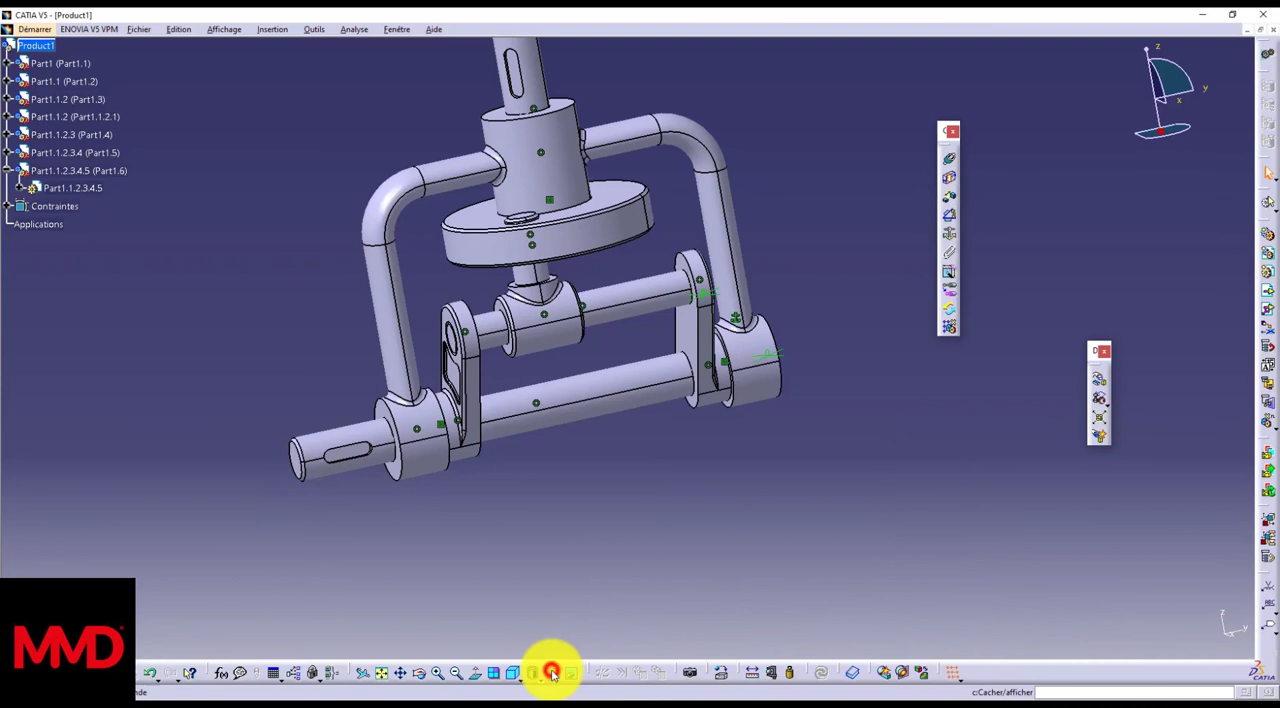 CATIA V5 - [Product1]
Démarrer ENOVIA V5 VPM Fichier Edition Affichage Insertion Outils Analyse Fenêtre Aide
Product1
Part1 (Part1.1)
Part1.1 (Part1.2)
Part1.1.2 (Part1.3)
Part1.1.2 (Part1.1.2.1)
Part1.1.2.3 (Part1.4)
Part1.1.2.3.4 (Part1.5)
Part1.1.2.3.4.5 (Part1.6)
Part1.1.2.3.4.5
Contraintes
Applications
z
y
x
D
z
y
MMD
f(x)
ABC
CATIA
nde
c:Cacher/afficher